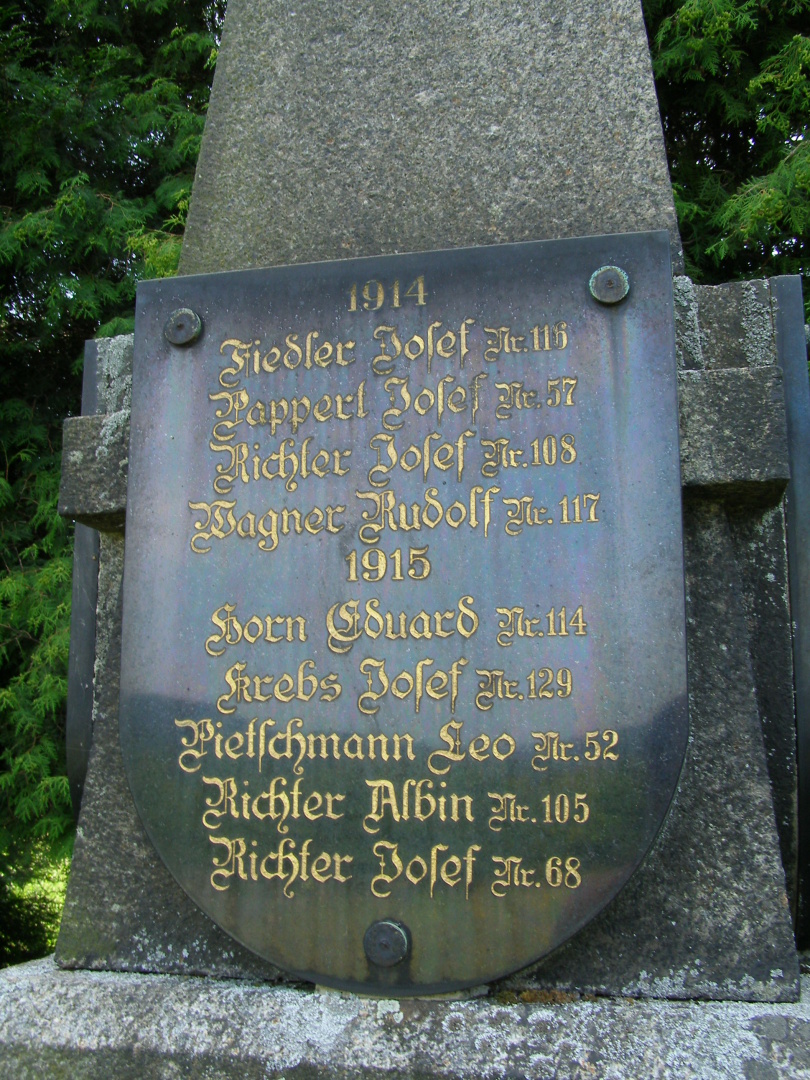 1914
Fiedler Josef Nr. 116
Pappert Josef Nr. 57
Richter Josef Nr. 108
Wagner Rudolf Nr. 117
1915
Horn Eduard Nr. 114
Krebs Josef Nr. 129
Pietschmann Leo Nr. 52
Richter Albin Nr. 105
Richter Josef Nr. 68